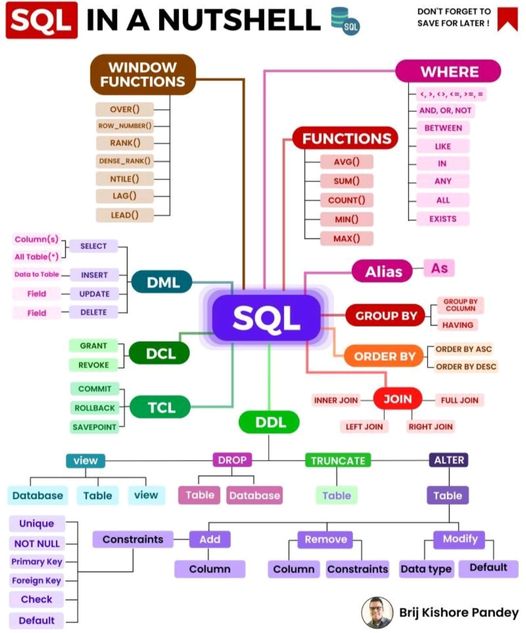 SQL IN A NUTSHELL
SQL
DON'T FORGET TO
SAVE FOR LATER !
WINDOW
FUNCTIONS
OVER()
ROW_NUMBER()
RANK()
DENSE_RANK()
NTILE()
LAG()
LEAD()
FUNCTIONS
AVG()
SUM()
COUNT()
MIN()
MAX()
WHERE
<, >, <>, <=, >=, =
AND, OR, NOT
BETWEEN
LIKE
IN
ANY
ALL
EXISTS
Column(s)
All Table(*)
SELECT
Data to Table
INSERT
Field
UPDATE
Field
DELETE
DML
SQL
Alias
As
GROUP BY
GROUP BY
COLUMN
HAVING
GRANT
REVOKE
DCL
ORDER BY
ORDER BY ASC
ORDER BY DESC
COMMIT
ROLLBACK
SAVEPOINT
TCL
INNER JOIN
JOIN
FULL JOIN
LEFT JOIN
RIGHT JOIN
DDL
view
DROP
TRUNCATE
ALTER
Database
Table
view
Table
Database
Table
Table
Unique
NOT NULL
Primary Key
Foreign Key
Check
Default
Constraints
Add
Column
Remove
Column
Constraints
Modify
Data type
Default
Brij Kishore Pandey